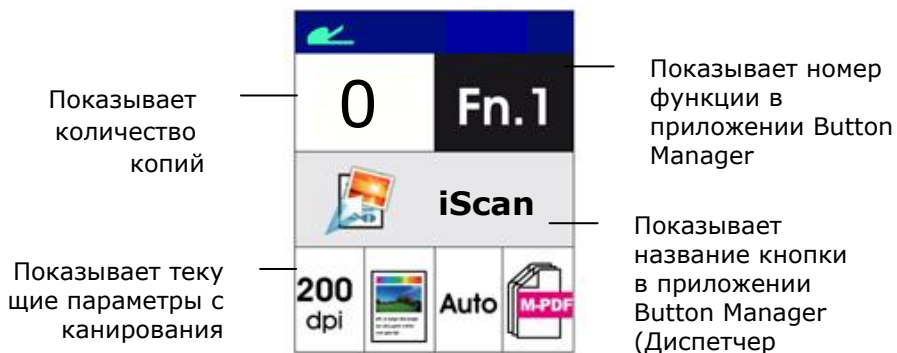 Показывает
количество
копий
0
Fn.1
Показывает номер
функции в
приложении Button
Manager
iScan
Показывает
название кнопки
в приложении
Button Manager
(Диспетчер
Показывает теку
щие параметры с
канирования
200
dpi
Auto
M-PDF